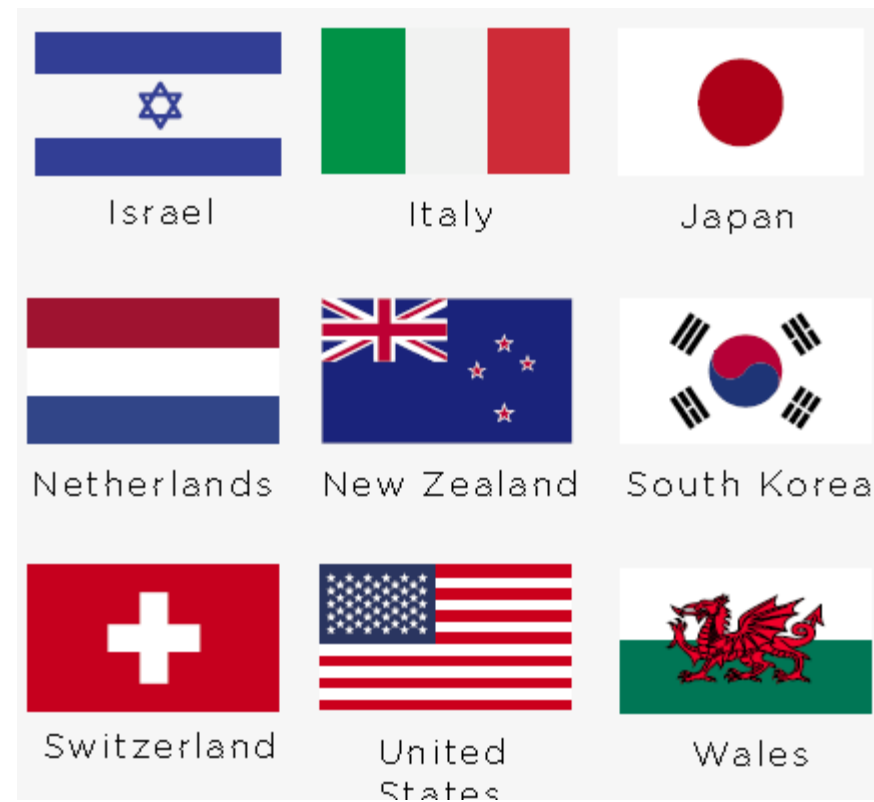 Israel
Italy
Japan
Netherlands
New Zealand
South Korea
Switzerland
United
States
Wales